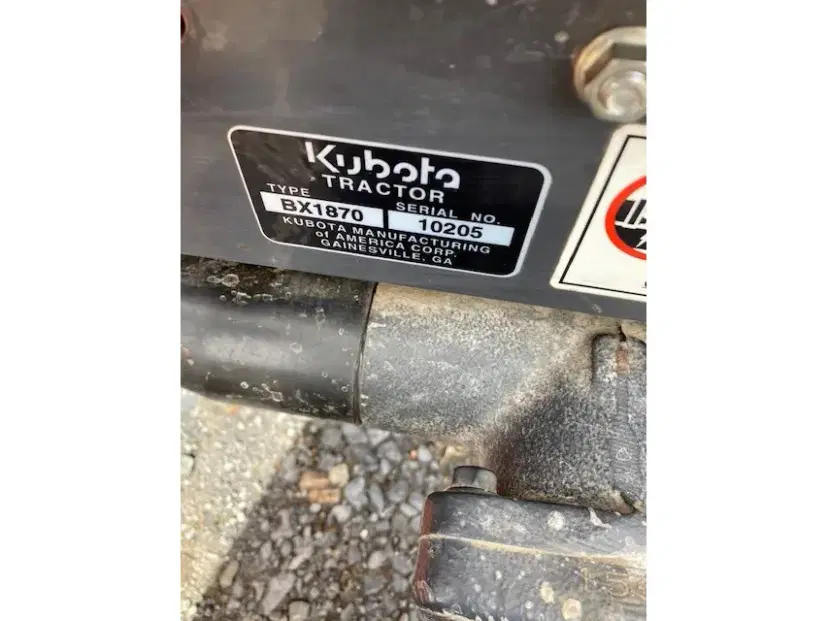 Kubota
TRACTOR
TYPE SERIAL NO.
BX1870 10205
KUBOTA MANUFACTURING
of AMERICA CORP.
GAINESVILLE, GA